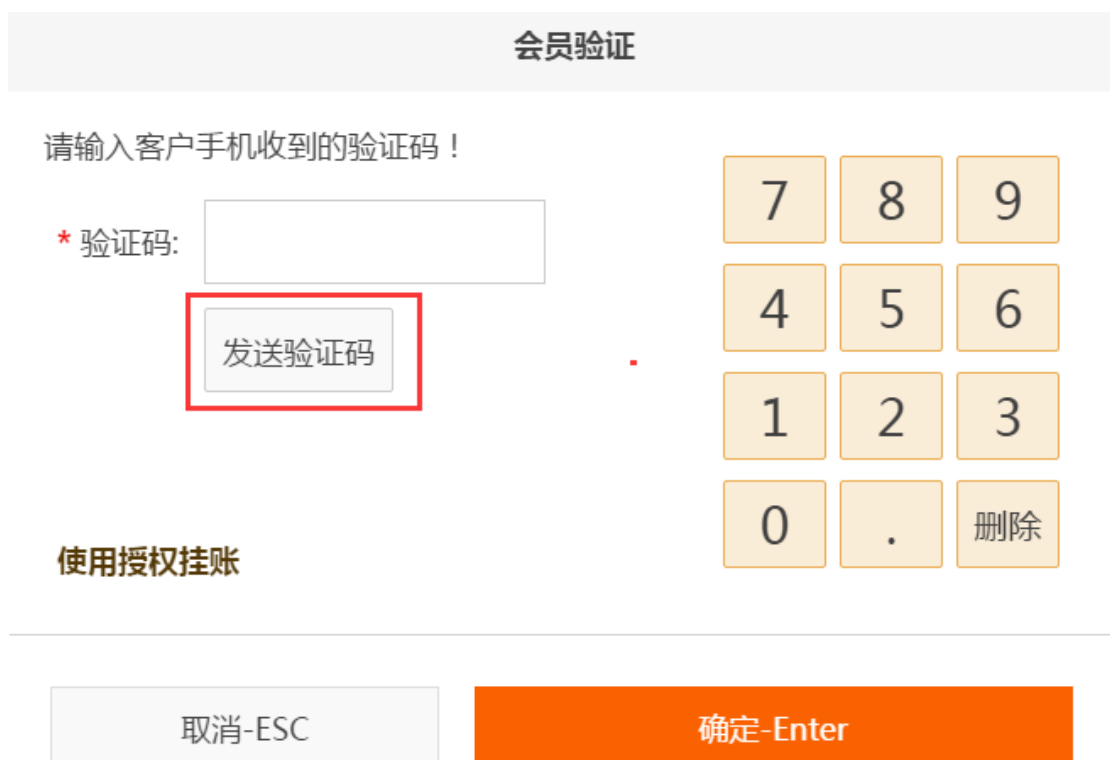 会员验证
请输入客户手机收到的验证码！
* 验证码:
发送验证码
7 8 9
4 5 6
1 2 3
0 . 删除
使用授权挂账
取消-ESC 确定-Enter